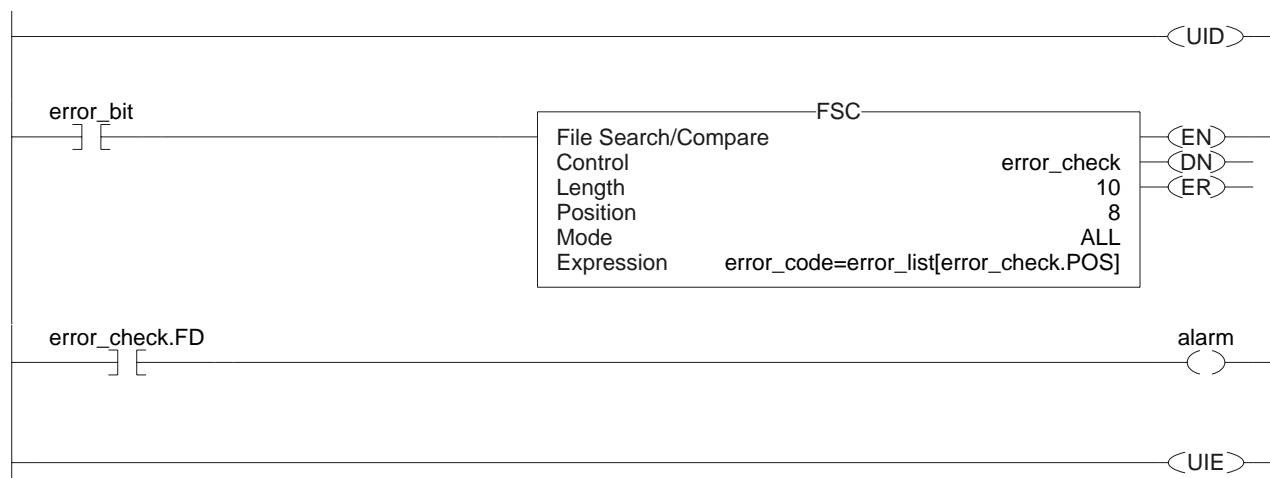 UID
error_bit
FSC
File Search/Compare
Control error_check
Length 10
Position 8
Mode ALL
Expression error_code=error_list[error_check.POS]
EN
DN
ER
error_check.FD
alarm
UIE